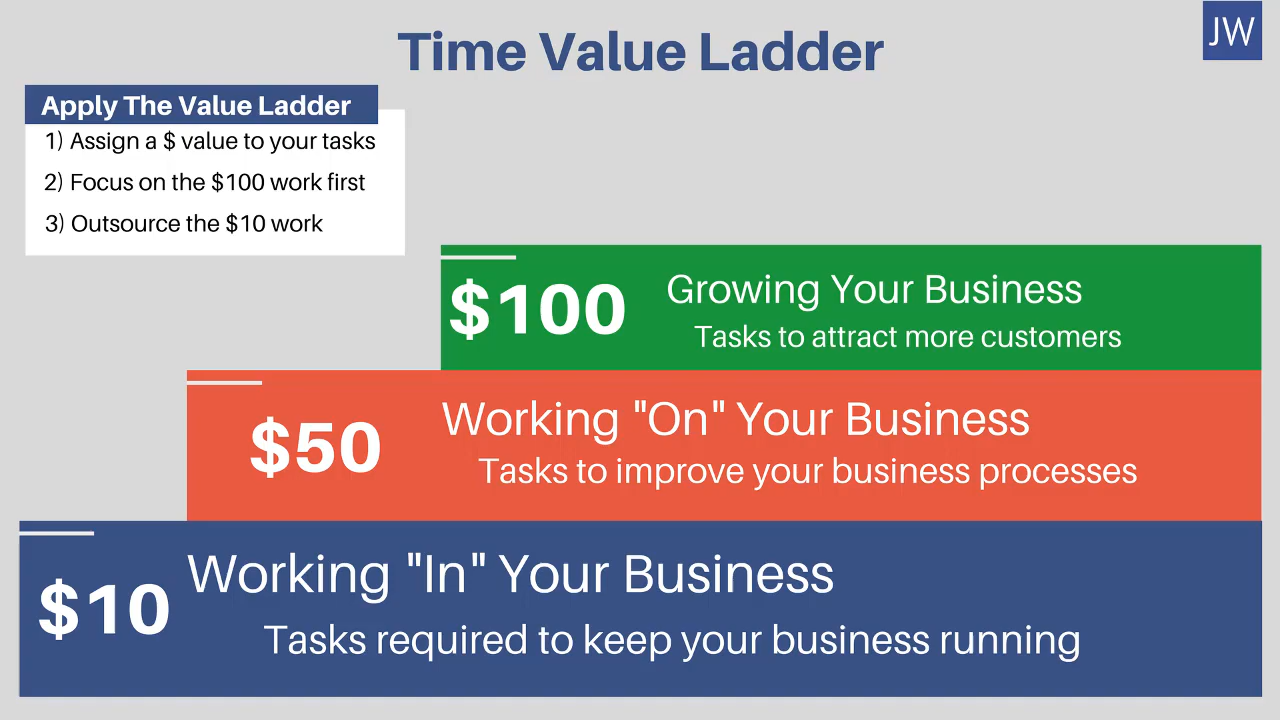 Time Value Ladder
JW
Apply The Value Ladder
1) Assign a $ value to your tasks
2) Focus on the $100 work first
3) Outsource the $10 work
$100
Growing Your Business
Tasks to attract more customers
$50
Working "On" Your Business
Tasks to improve your business processes
$10
Working "In" Your Business
Tasks required to keep your business running